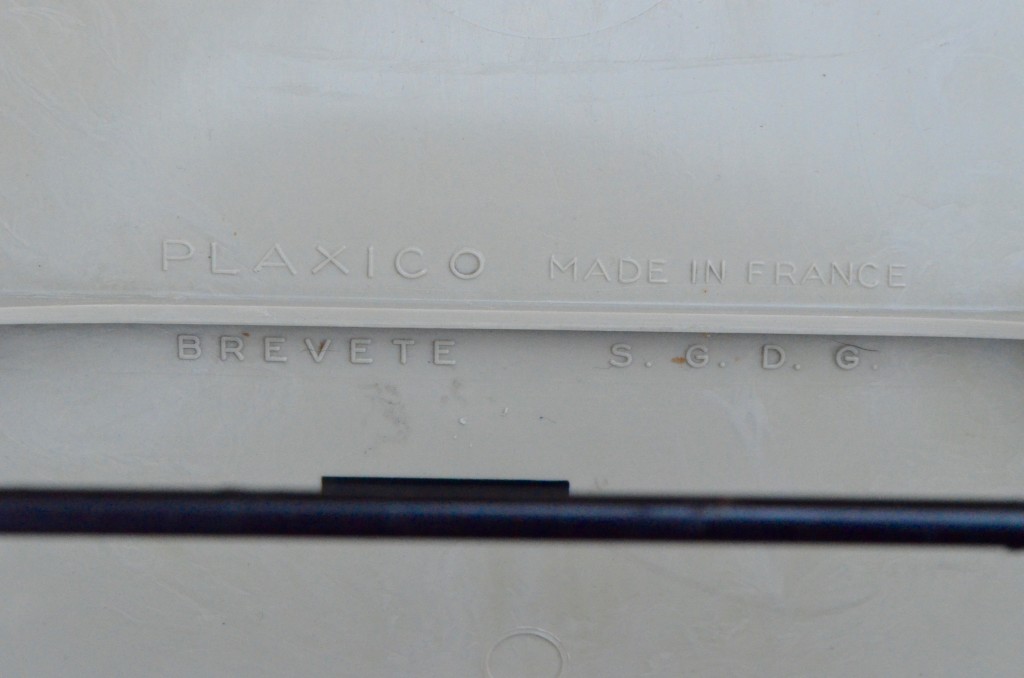 PLAXICO MADE IN FRANCE
BREVETE S. G. D. G.